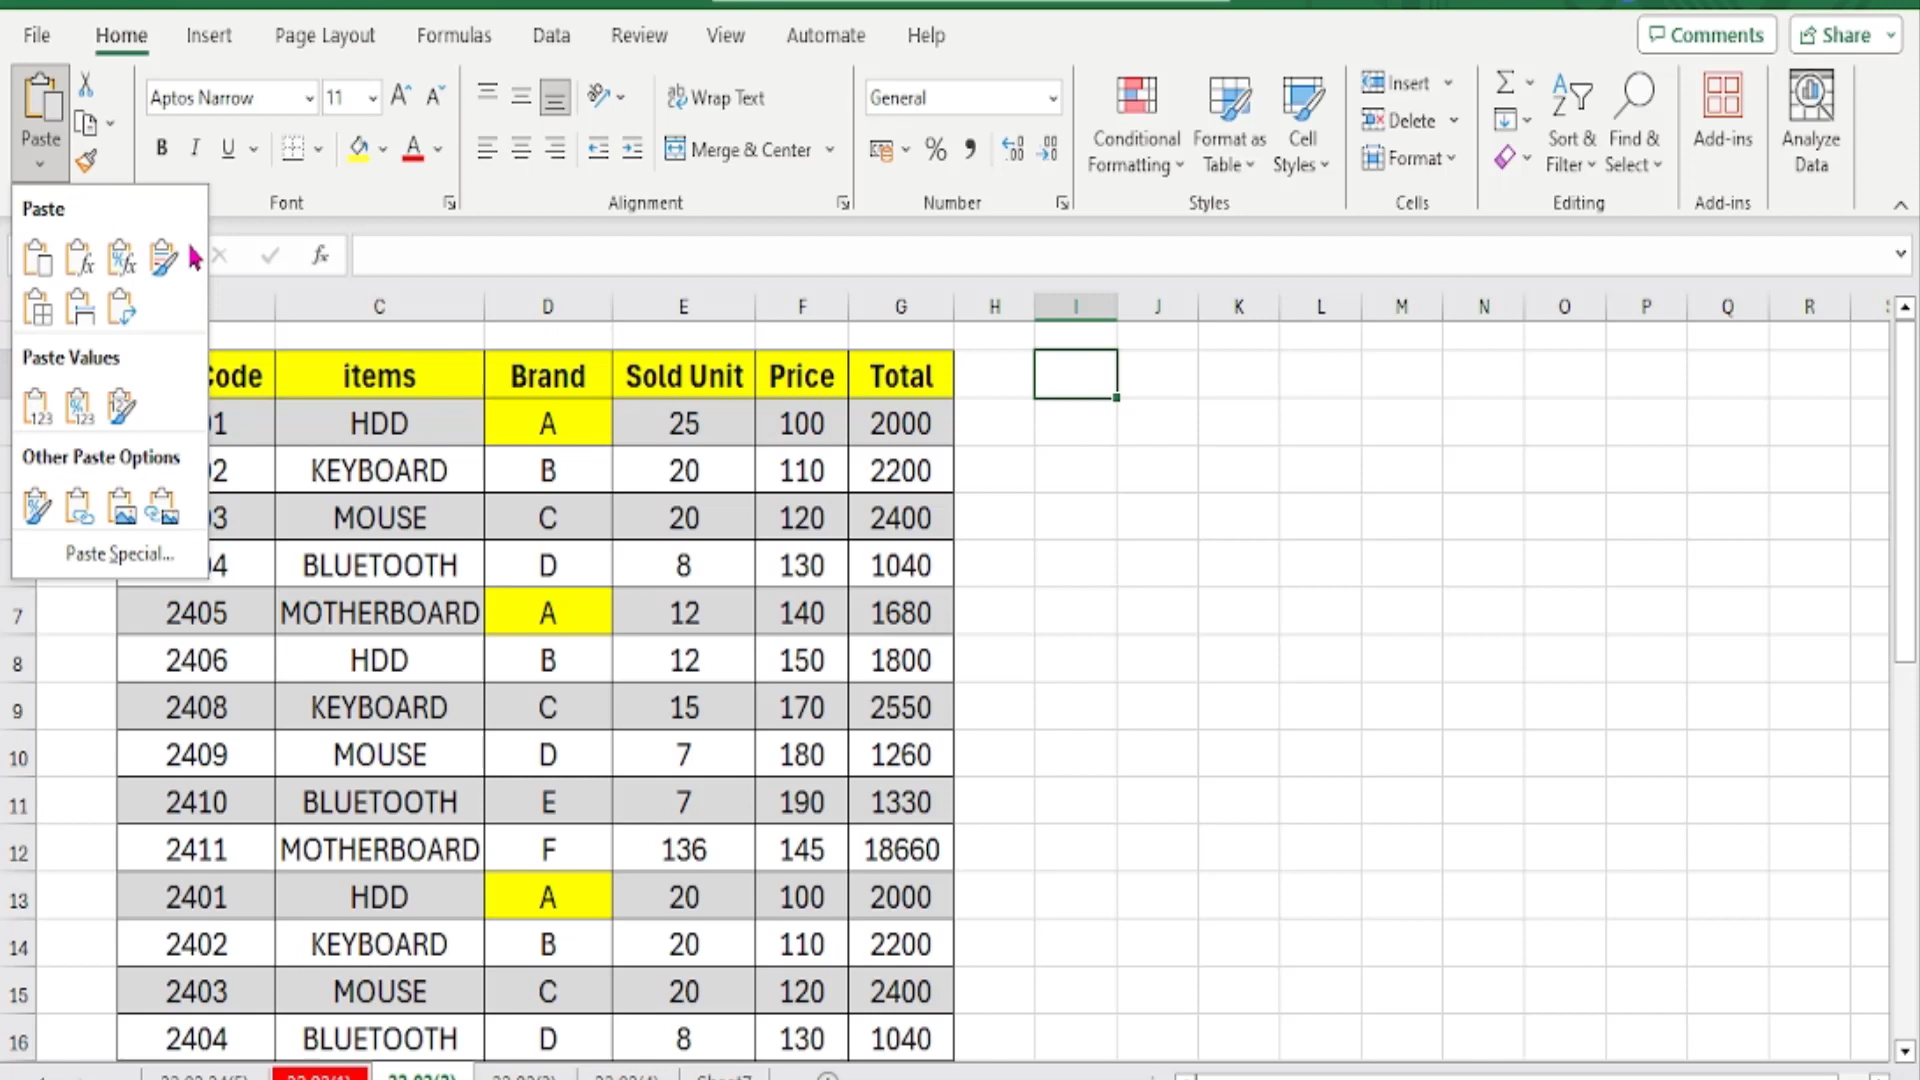 File Home Insert Page Layout Formulas Data Review View Automate Help Comments Share
Paste
Aptos Narrow 11
B I U
Font
Wrap Text
Merge & Center
Alignment
General
%
Number
Conditional Formatting
Format as Table
Cell Styles
Styles
Insert
Delete
Format
Cells
Sort & Filter
Find & Select
Editing
Add-ins
Add-ins
Analyze Data
Paste
Paste Values
Other Paste Options
Paste Special...
fx
C D E F G H I J K L M N O P Q R
Code items Brand Sold Unit Price Total
HDD A 25 100 2000
KEYBOARD B 20 110 2200
MOUSE C 20 120 2400
BLUETOOTH D 8 130 1040
7 2405 MOTHERBOARD A 12 140 1680
8 2406 HDD B 12 150 1800
9 2408 KEYBOARD C 15 170 2550
10 2409 MOUSE D 7 180 1260
11 2410 BLUETOOTH E 7 190 1330
12 2411 MOTHERBOARD F 136 145 18660
13 2401 HDD A 20 100 2000
14 2402 KEYBOARD B 20 110 2200
15 2403 MOUSE C 20 120 2400
16 2404 BLUETOOTH D 8 130 1040